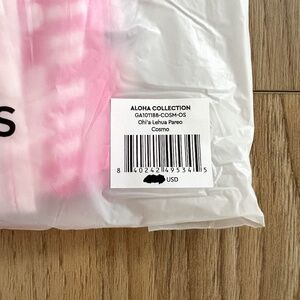 S
ALOHA COLLECTION
GA101188-COSM-OS
Ohi'a Lehua Pareo
Cosmo
8 40242 49534 5
USD